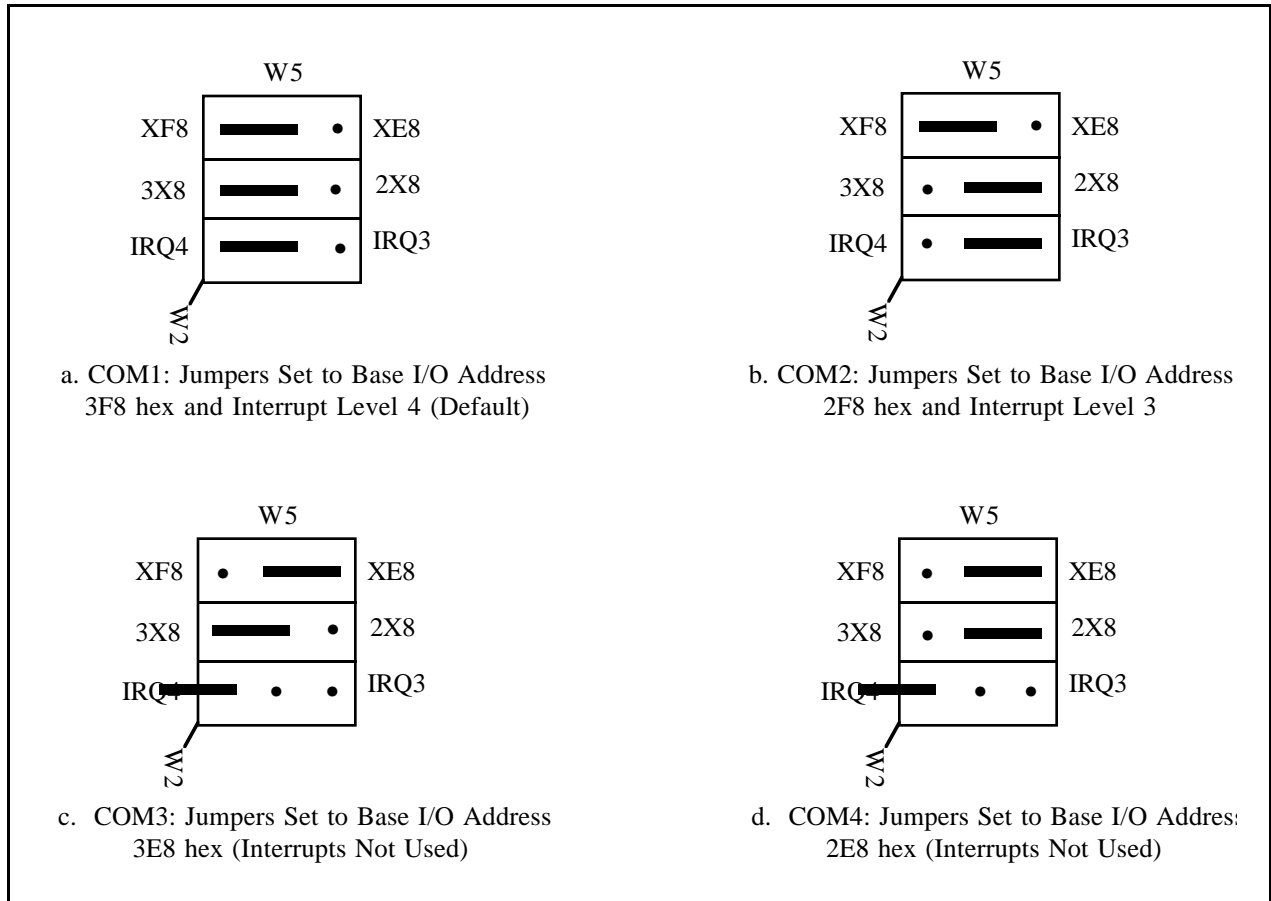 W5
XF8 XE8
3X8 2X8
IRQ4 IRQ3
W2
a. COM1: Jumpers Set to Base I/O Address
3F8 hex and Interrupt Level 4 (Default)
W5
XF8 XE8
3X8 2X8
IRQ4 IRQ3
W2
b. COM2: Jumpers Set to Base I/O Address
2F8 hex and Interrupt Level 3
W5
XF8 XE8
3X8 2X8
IRQ4 IRQ3
W2
c. COM3: Jumpers Set to Base I/O Address
3E8 hex (Interrupts Not Used)
W5
XF8 XE8
3X8 2X8
IRQ4 IRQ3
W2
d. COM4: Jumpers Set to Base I/O Address
2E8 hex (Interrupts Not Used)